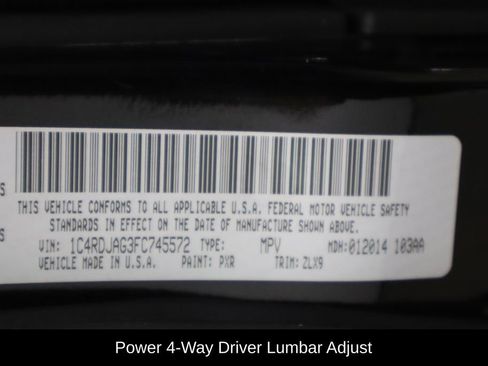 THIS VEHICLE CONFORMS TO ALL APPLICABLE U.S.A. FEDERAL MOTOR VEHICLE SAFETY
STANDARDS IN EFFECT ON THE DATE OF MANUFACTURE SHOWN ABOVE.
VIN: 1C4RDJAG3FC745572 TYPE: MPV MDH:012014 103AA
VEHICLE MADE IN U.S.A. PAINT: PXR TRIM: ZLX9
Power 4-Way Driver Lumbar Adjust